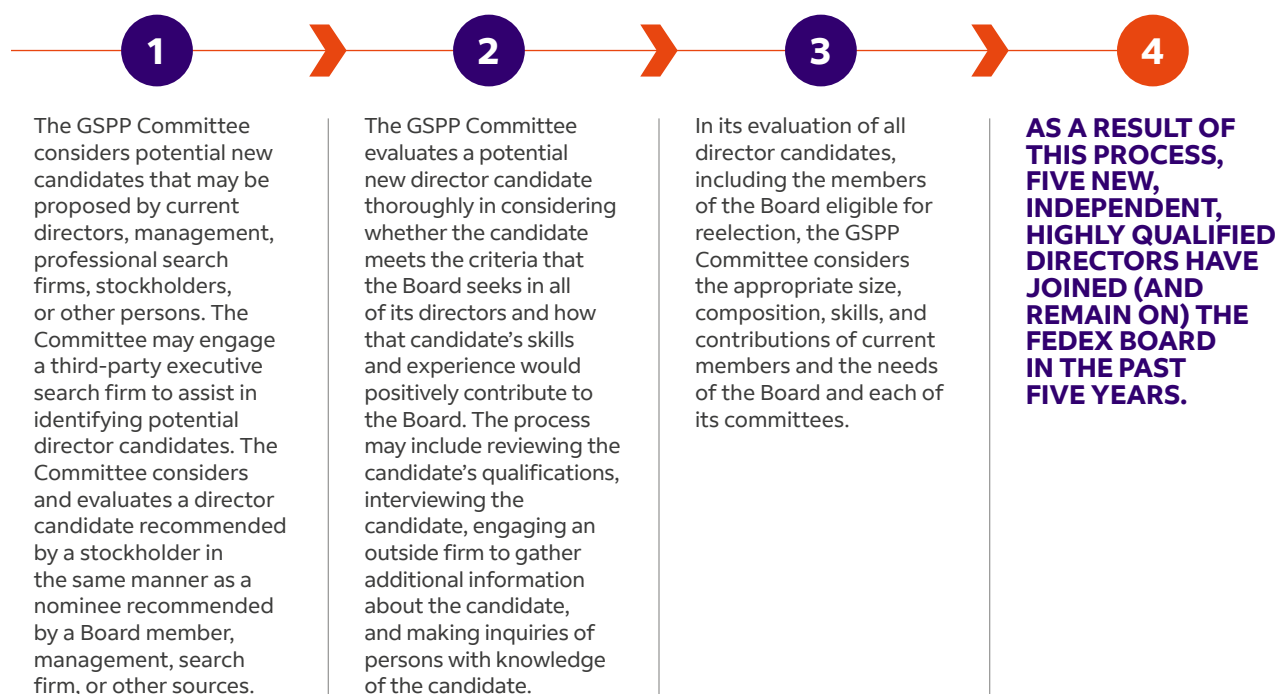 1
2
3
4
The GSPP Committee
considers potential new
candidates that may be
proposed by current
directors, management,
professional search
firms, stockholders,
or other persons. The
Committee may engage
a third-party executive
search firm to assist in
identifying potential
director candidates. The
Committee considers
and evaluates a director
candidate recommended
by a stockholder in
the same manner as a
nominee recommended
by a Board member,
management, search
firm, or other sources.
The GSPP Committee
evaluates a potential
new director candidate
thoroughly in considering
whether the candidate
meets the criteria that
the Board seeks in all
of its directors and how
that candidate’s skills
and experience would
positively contribute to
the Board. The process
may include reviewing the
candidate’s qualifications,
interviewing the
candidate, engaging an
outside firm to gather
additional information
about the candidate,
and making inquiries of
persons with knowledge
of the candidate.
In its evaluation of all
director candidates,
including the members
of the Board eligible for
reelection, the GSPP
Committee considers
the appropriate size,
composition, skills, and
contributions of current
members and the needs
of the Board and each of
its committees.
AS A RESULT OF
THIS PROCESS,
FIVE NEW,
INDEPENDENT,
HIGHLY QUALIFIED
DIRECTORS HAVE
JOINED (AND
REMAIN ON) THE
FEDEX BOARD
IN THE PAST
FIVE YEARS.